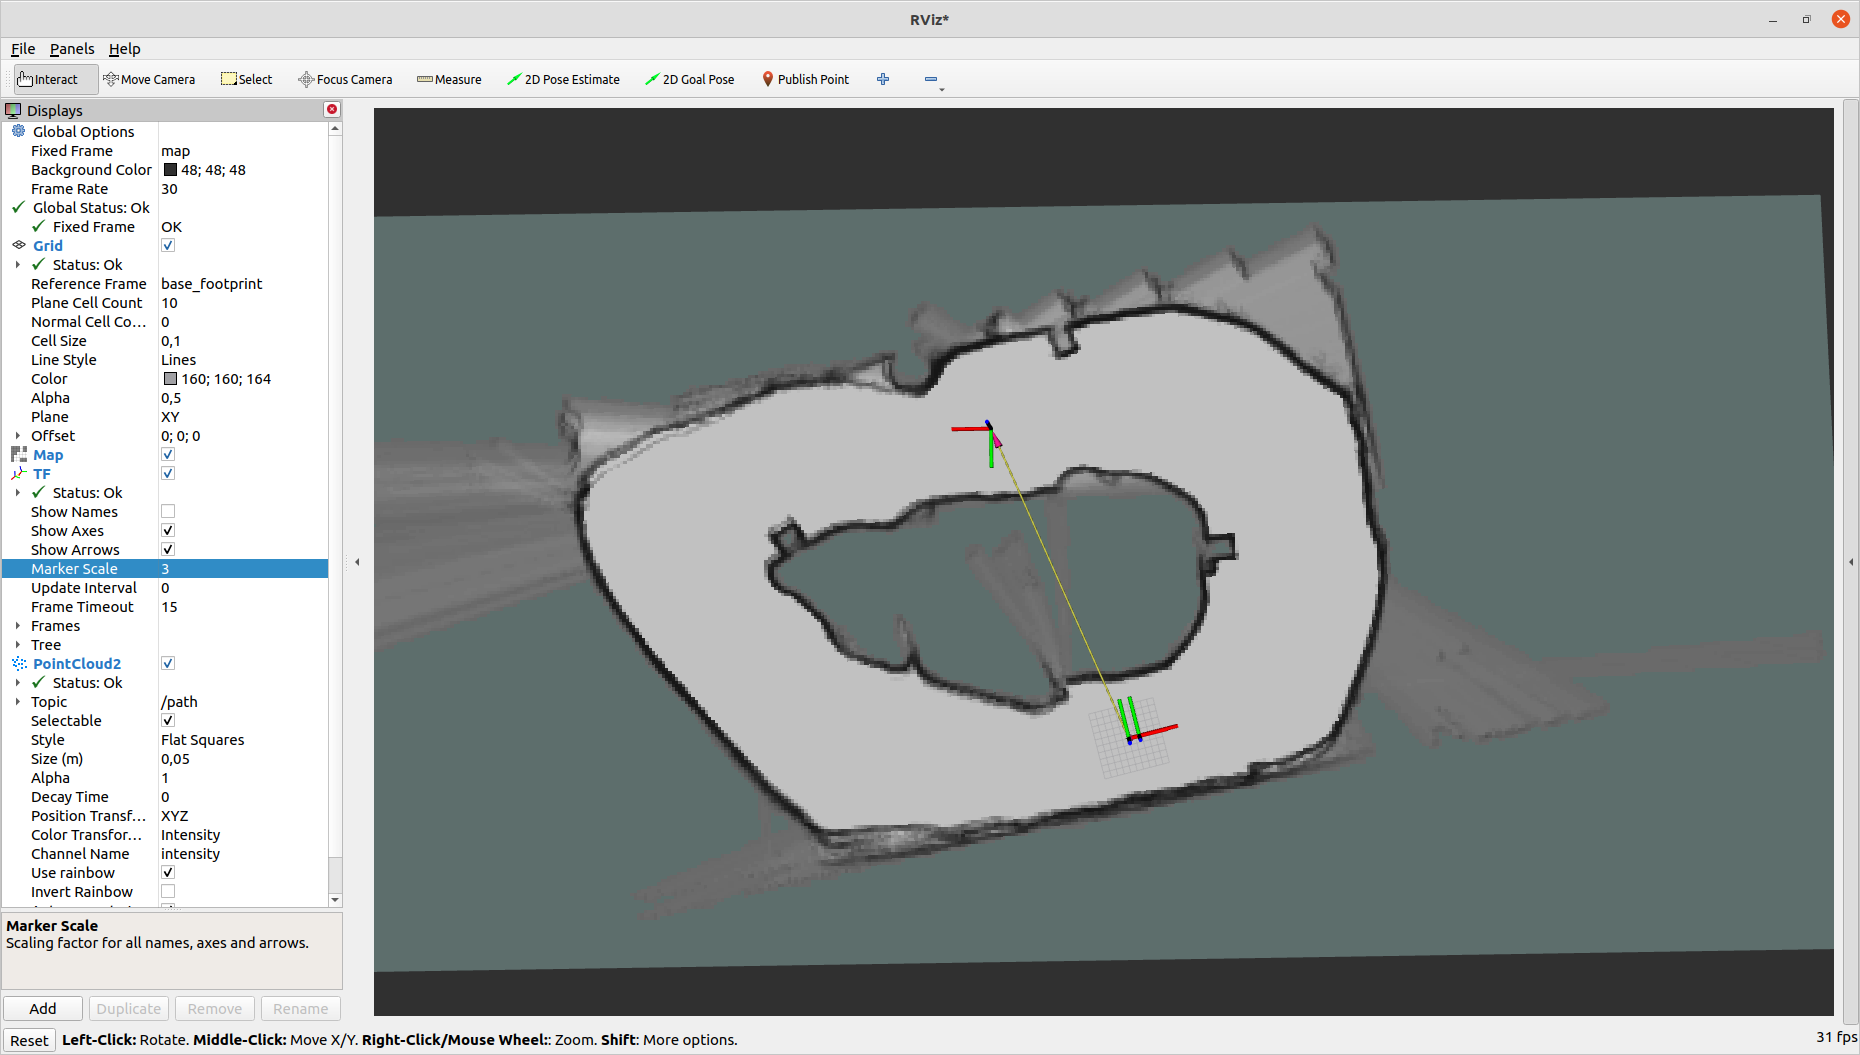 RViz*
File Panels Help
Interact Move Camera Select Focus Camera Measure 2D Pose Estimate 2D Goal Pose Publish Point
Displays
Global Options
Fixed Frame map
Background Color 48; 48; 48
Frame Rate 30
Global Status: Ok
Fixed Frame OK
Grid
Status: Ok
Reference Frame base_footprint
Plane Cell Count 10
Normal Cell Co... 0
Cell Size 0,1
Line Style Lines
Color 160; 160; 164
Alpha 0,5
Plane XY
Offset 0; 0; 0
Map
TF
Status: Ok
Show Names
Show Axes
Show Arrows
Marker Scale 3
Update Interval 0
Frame Timeout 15
Frames
Tree
PointCloud2
Status: Ok
Topic /path
Selectable
Style Flat Squares
Size (m) 0,05
Alpha 1
Decay Time 0
Position Transf... XYZ
Color Transfor... Intensity
Channel Name intensity
Use rainbow
Invert Rainbow
Marker Scale
Scaling factor for all names, axes and arrows.
Add Duplicate Remove Rename
Reset Left-Click: Rotate. Middle-Click: Move X/Y. Right-Click/Mouse Wheel:: Zoom. Shift: More options. 31 fps